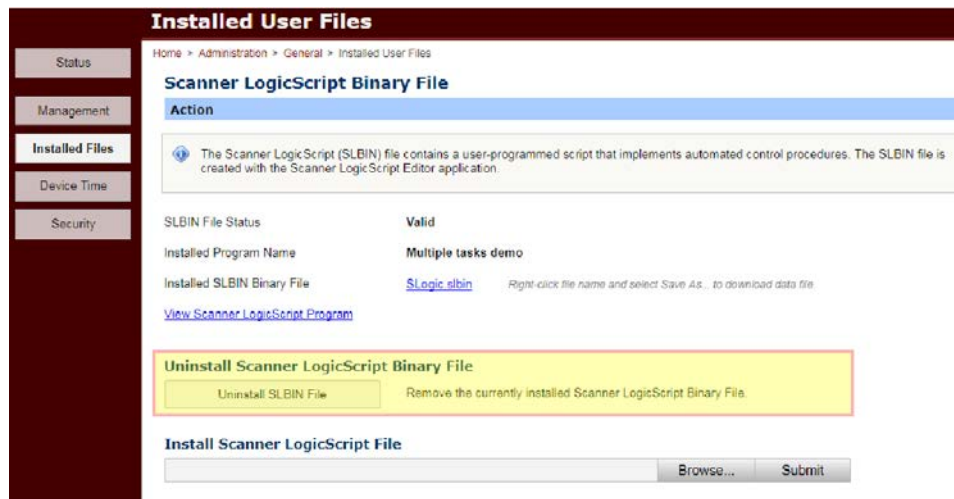 Installed User Files
Home > Administration > General > Installed User Files
Status
Management
Installed Files
Device Time
Security
Scanner LogicScript Binary File
Action
The Scanner LogicScript (SLBIN) file contains a user-programmed script that implements automated control procedures. The SLBIN file is
created with the Scanner LogicScript Editor application.
SLBIN File Status Valid
Installed Program Name Multiple tasks demo
Installed SLBIN Binary File SLogic.slbin Right-click file name and select Save As... to download data file
View Scanner LogicScript Program
Uninstall Scanner LogicScript Binary File
Uninstall SLBIN File Remove the currently installed Scanner LogicScript Binary File.
Install Scanner LogicScript File
Browse... Submit